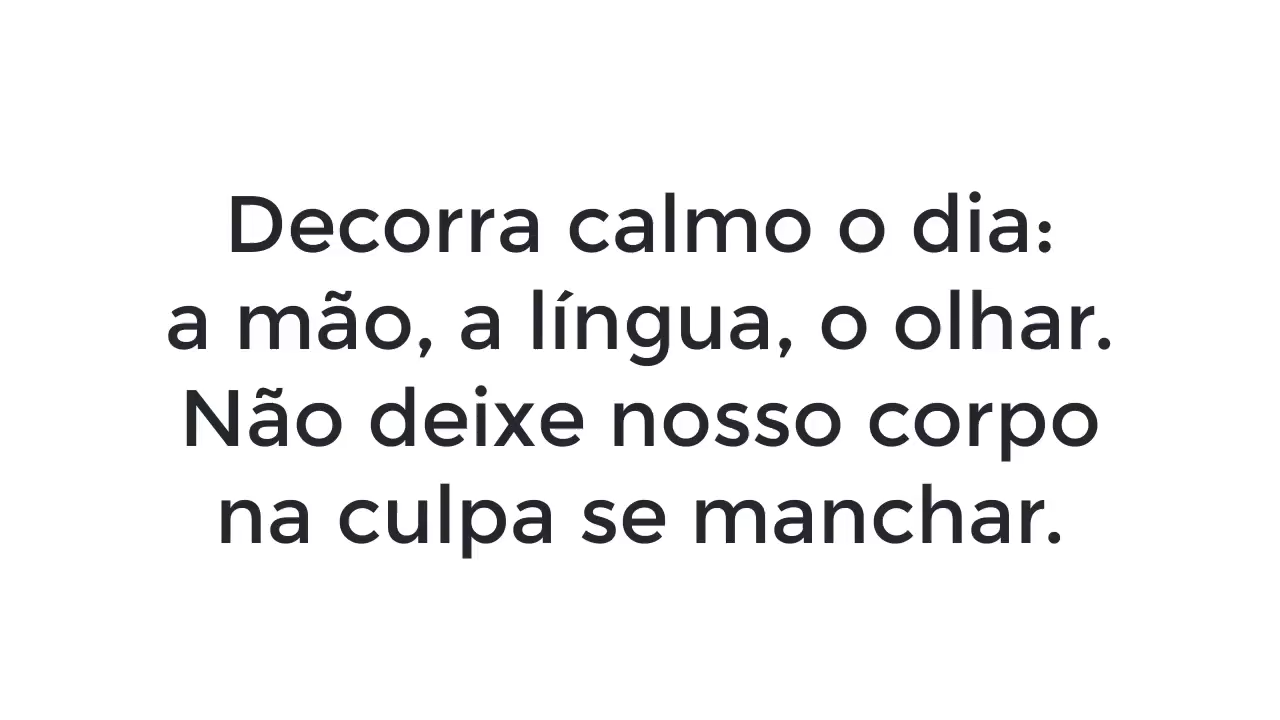 Decorra calmo o dia:
a mão, a língua, o olhar.
Não deixe nosso corpo
na culpa se manchar.